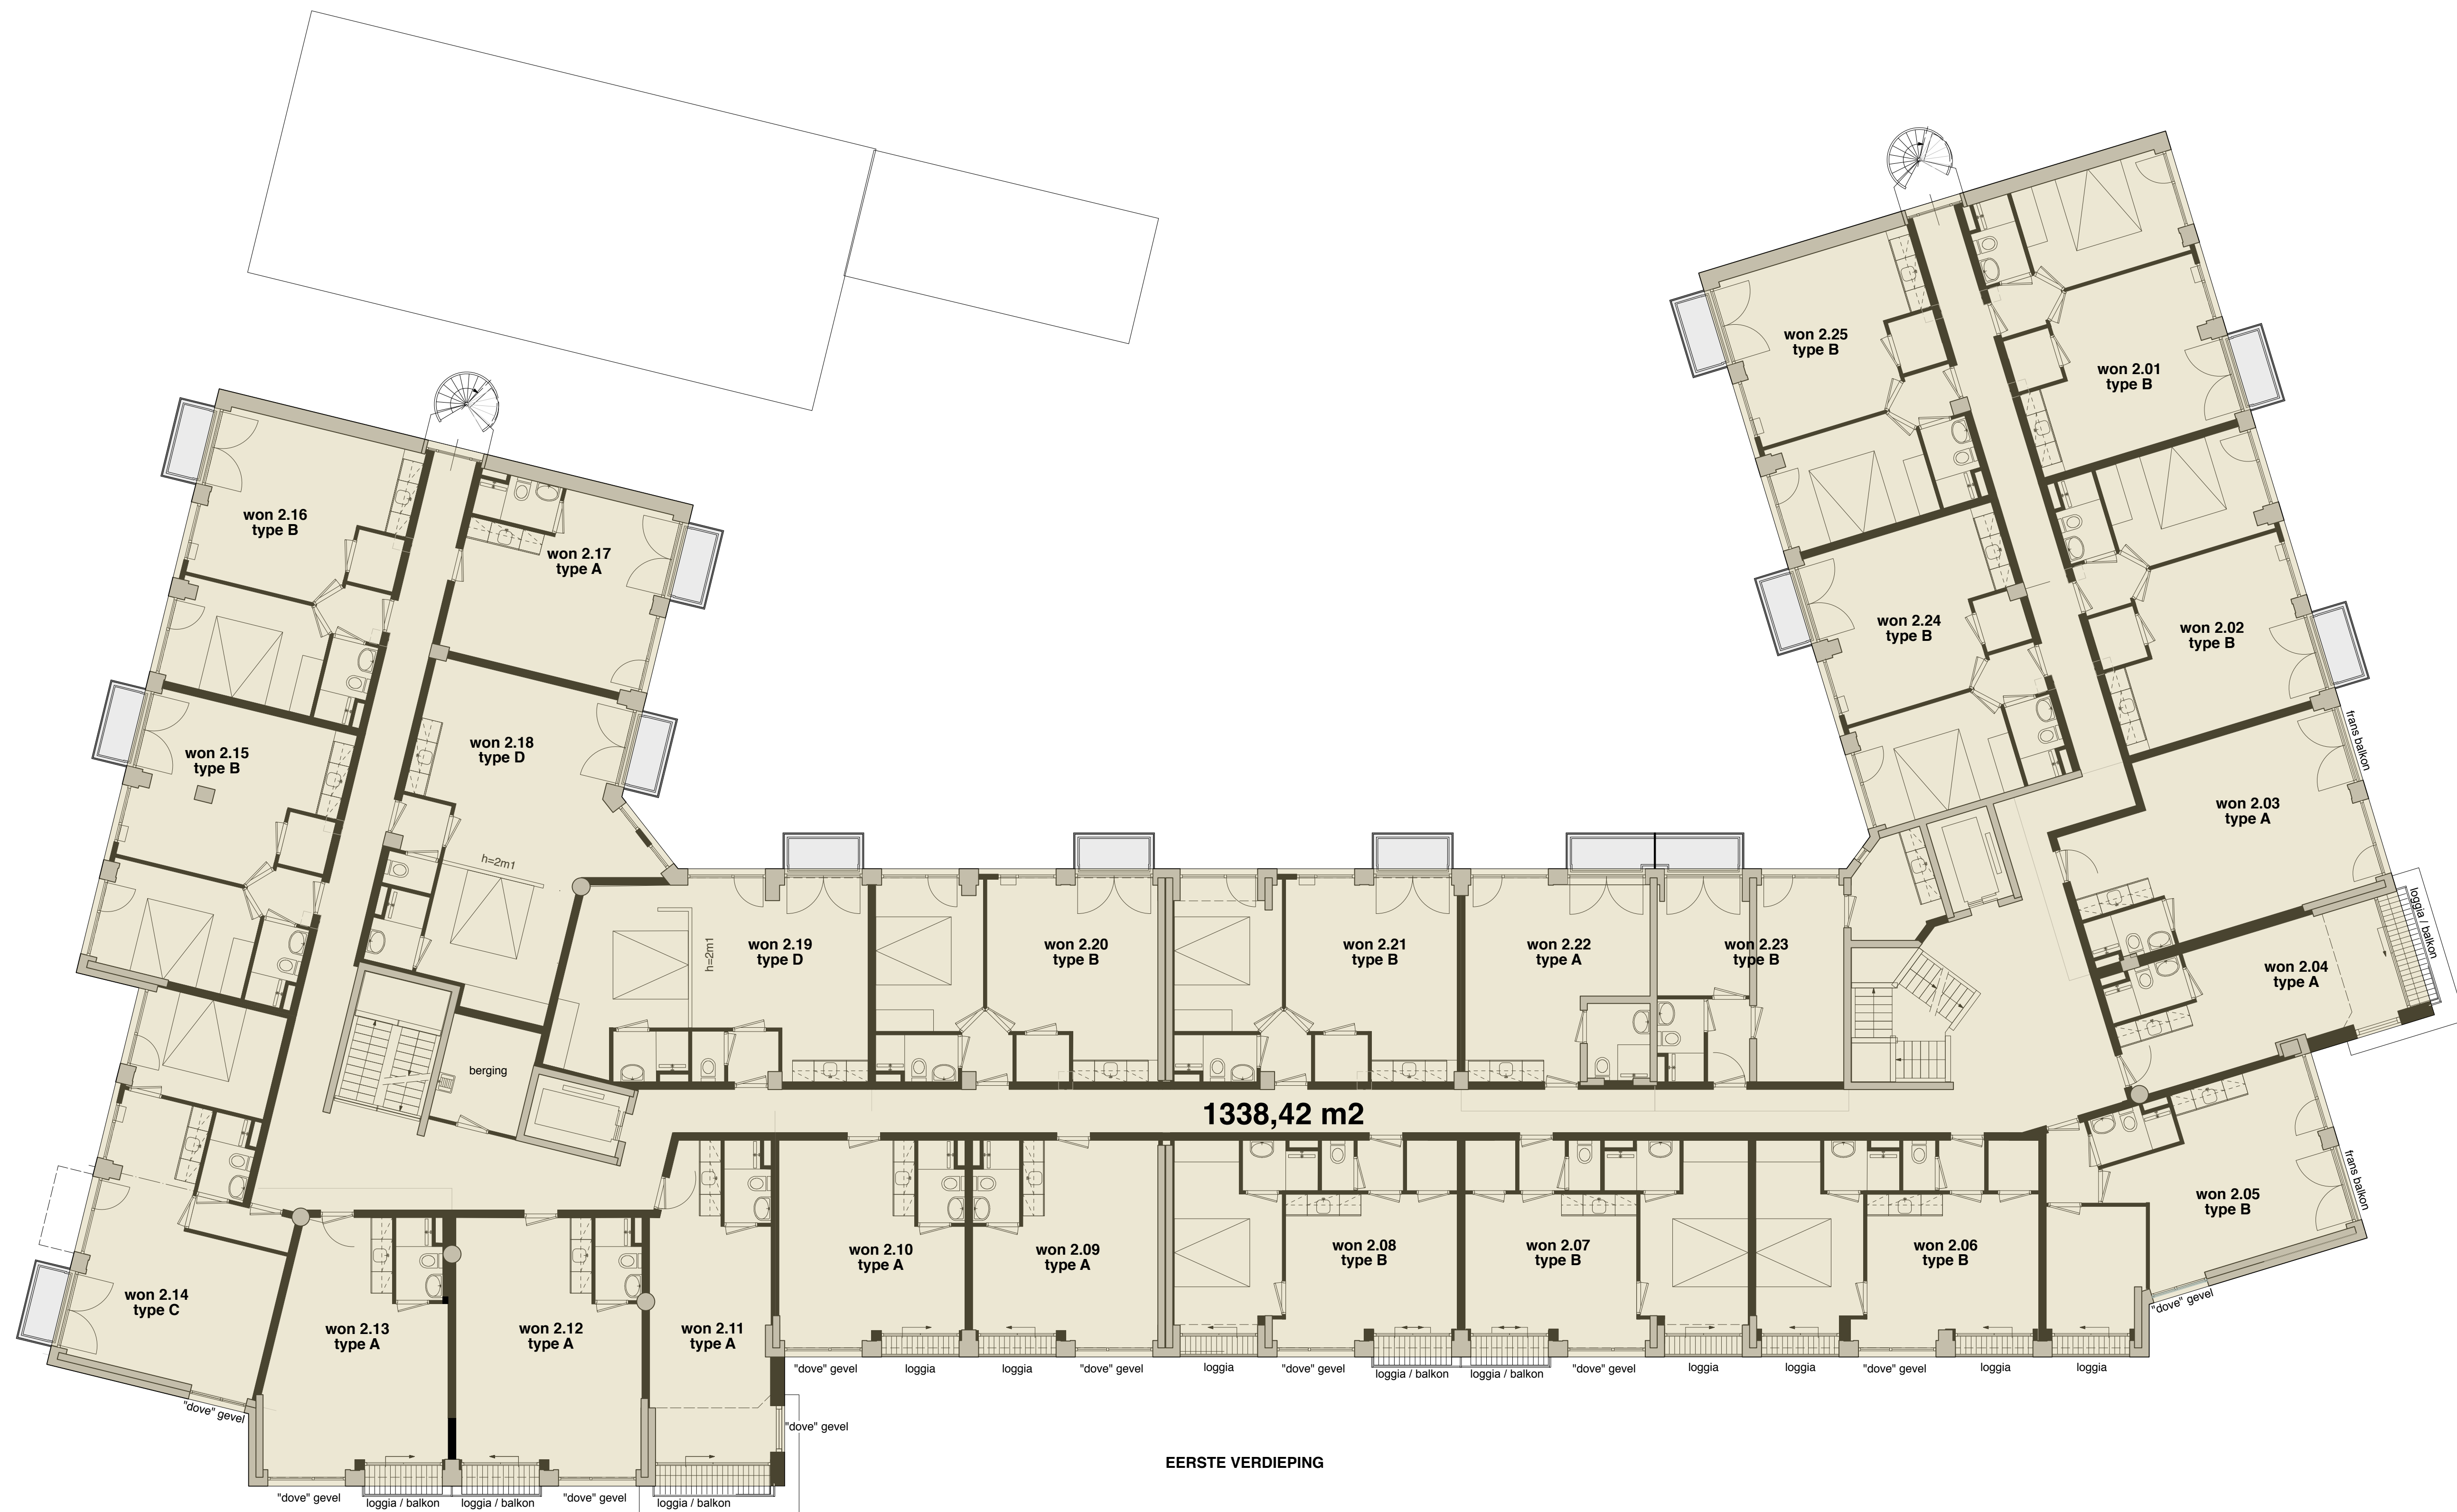 won 2.25
type B
won 2.01
type B
won 2.16
type B
won 2.17
type A
won 2.24
type B
won 2.02
type B
frans balkon
won 2.15
type B
won 2.18
type D
won 2.03
type A
h=2m1
loggia / balkon
won 2.19
type D
h=2m1
won 2.20
type B
won 2.21
type B
won 2.22
type A
won 2.23
type B
won 2.04
type A
berging
1338,42 m2
won 2.05
type B
frans balkon
won 2.14
type C
won 2.13
type A
won 2.12
type A
won 2.11
type A
won 2.10
type A
won 2.09
type A
won 2.08
type B
won 2.07
type B
won 2.06
type B
"dove" gevel
"dove" gevel
loggia
loggia
"dove" gevel
loggia
"dove" gevel
loggia / balkon
loggia / balkon
"dove" gevel
loggia
loggia
"dove" gevel
loggia
loggia
"dove" gevel
"dove" gevel
EERSTE VERDIEPING
"dove" gevel
loggia / balkon
loggia / balkon
"dove" gevel
loggia / balkon